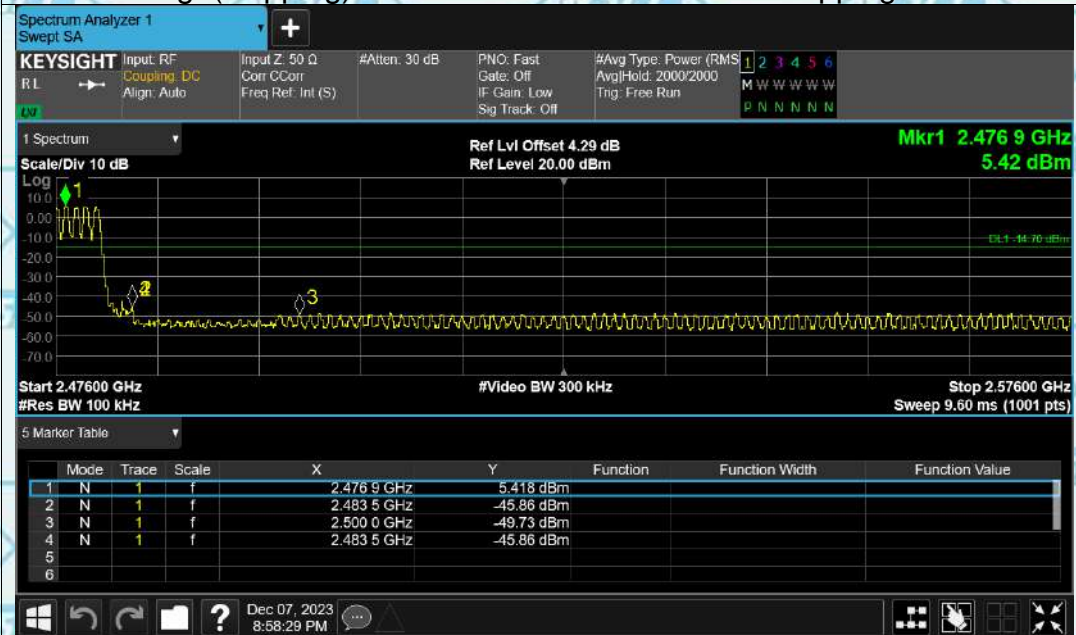 Spectrum Analyzer 1
Swept SA
+
KEYSIGHT Input: RF Input Z: 50 Ω #Atten: 30 dB PNO: Fast #Avg Type: Power (RMS 1 2 3 4 5 6
R L Coupling: DC Corr CCorr Gate: Off Avg|Hold: 2000/2000 M W W W W W
Align: Auto Freq Ref: Int (S) IF Gain: Low Trig: Free Run
LXI Sig Track: Off P N N N N N
1 Spectrum Ref Lvl Offset 4.29 dB Mkr1 2.476 9 GHz
Scale/Div 10 dB Ref Level 20.00 dBm 5.42 dBm
Log
1
10.0
0.00
-10.0
DL1 -14.70 dBm
-20.0
-30.0
-40.0
3
-50.0
-60.0
-70.0
Start 2.47600 GHz #Video BW 300 kHz Stop 2.57600 GHz
#Res BW 100 kHz Sweep 9.60 ms (1001 pts)
5 Marker Table
Mode Trace Scale X Y Function Function Width Function Value
1 N 1 f 2.476 9 GHz 5.418 dBm
2 N 1 f 2.483 5 GHz -45.86 dBm
3 N 1 f 2.500 0 GHz -49.73 dBm
4 N 1 f 2.483 5 GHz -45.86 dBm
5
6
? Dec 07, 2023
8:58:29 PM